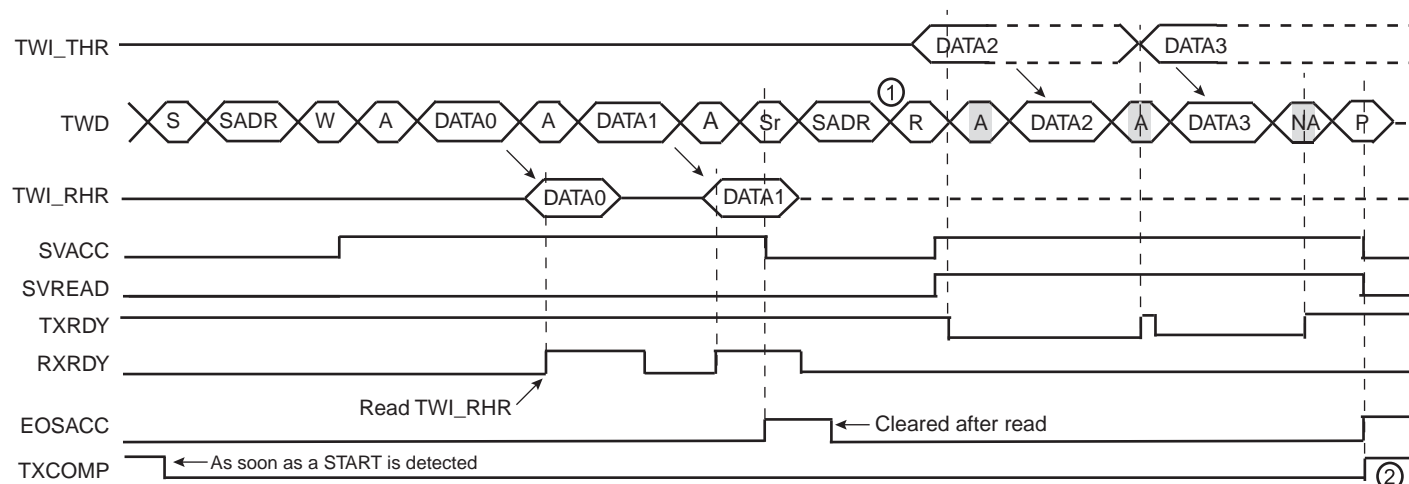 TWI_THR DATA2 DATA3
①
TWD S SADR W A DATA0 A DATA1 A Sr SADR R A DATA2 A DATA3 NA P
TWI_RHR DATA0 DATA1
SVACC
SVREAD
TXRDY
RXRDY
Read TWI_RHR
EOSACC Cleared after read
TXCOMP As soon as a START is detected ②